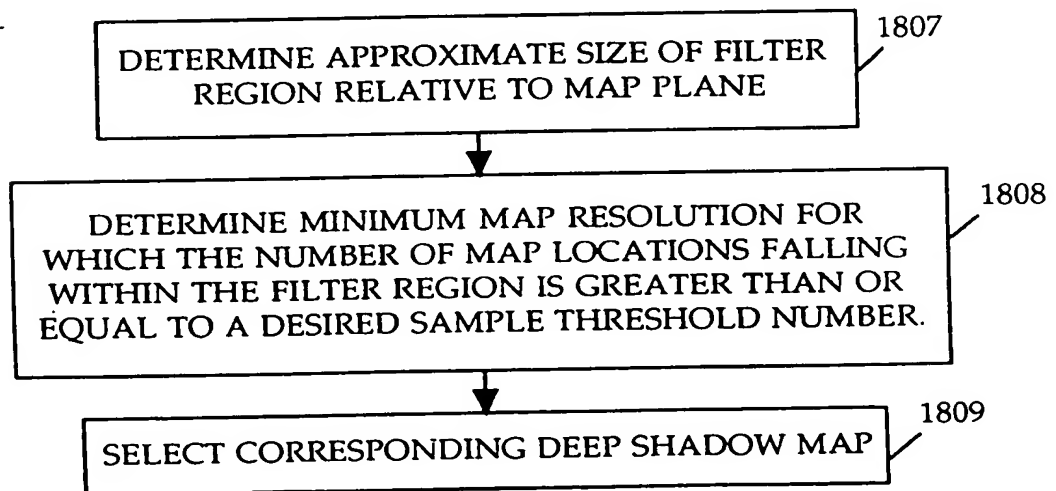 1807
DETERMINE APPROXIMATE SIZE OF FILTER
REGION RELATIVE TO MAP PLANE
1808
DETERMINE MINIMUM MAP RESOLUTION FOR
WHICH THE NUMBER OF MAP LOCATIONS FALLING
WITHIN THE FILTER REGION IS GREATER THAN OR
EQUAL TO A DESIRED SAMPLE THRESHOLD NUMBER.
1809
SELECT CORRESPONDING DEEP SHADOW MAP